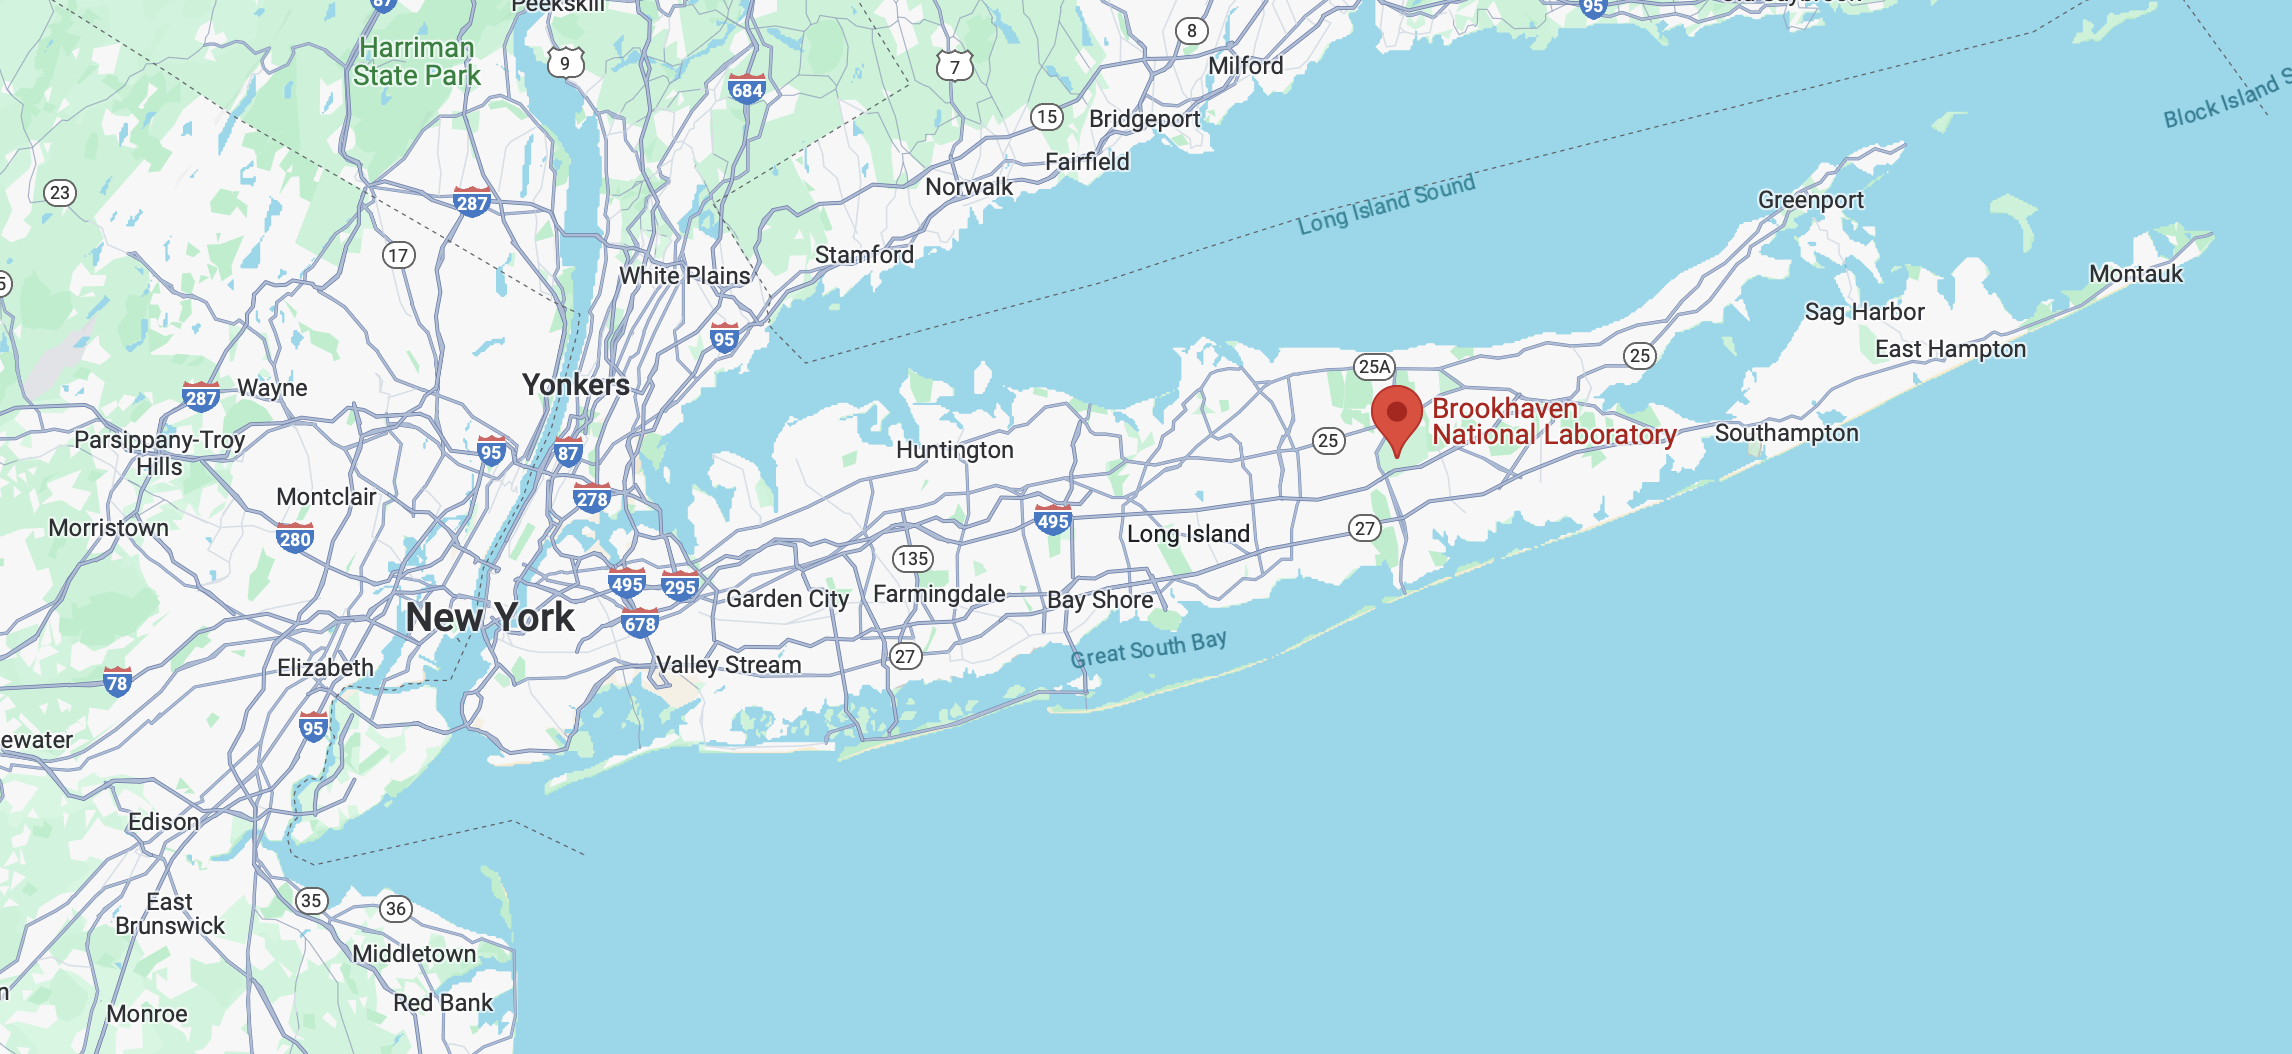 87
Peekskill
95
Harriman
State Park
9
684
7
8
Milford
15
Bridgeport
Fairfield
Norwalk
Block Island S
23
287
17
Long Island Sound
Greenport
Stamford
White Plains
Montauk
Sag Harbor
95
25A
25
East Hampton
Yonkers
287
Wayne
Brookhaven
National Laboratory
Parsippany-Troy
Hills
95
87
Huntington
25
Southampton
Montclair
278
Morristown
280
495
Long Island
27
135
495
295
Garden City
Farmingdale
Bay Shore
New York
678
Great South Bay
Elizabeth
Valley Stream
27
78
95
ewater
Edison
East
Brunswick
35
36
Middletown
Red Bank
Monroe